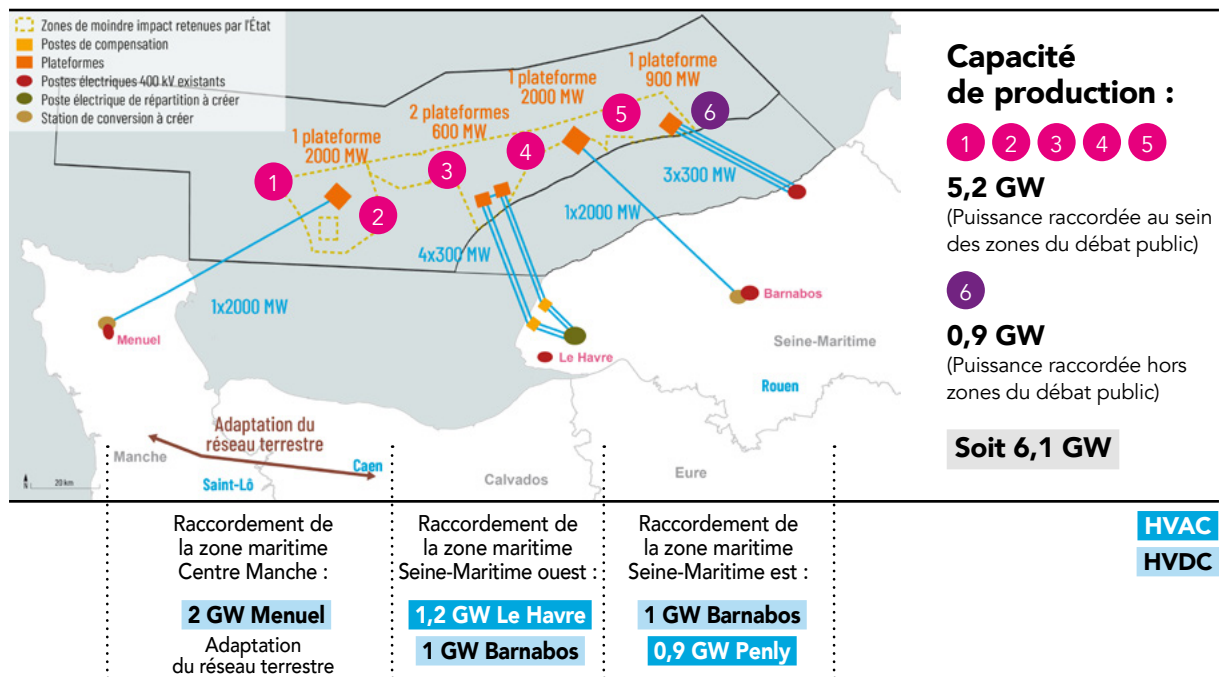 Zones de moindre impact retenues par l'État
Postes de compensation
Plateformes
Postes électriques 400 kV existants
Poste électrique de répartition à créer
Station de conversion à créer
1 plateforme
2000 MW
2 plateformes
600 MW
1 plateforme
2000 MW
1 plateforme
900 MW
1
2
3
4
5
6
1x2000 MW
4x300 MW
1x2000 MW
3x300 MW
Menuel
Le Havre
Barnabos
Seine-Maritime
Rouen
Adaptation du
réseau terrestre
Manche
Saint-Lô
Caen
Calvados
Eure
N
20 km
Capacité
de production :
1 2 3 4 5
5,2 GW
(Puissance raccordée au sein
des zones du débat public)
6
0,9 GW
(Puissance raccordée hors
zones du débat public)
Soit 6,1 GW
Raccordement de
la zone maritime
Centre Manche :
2 GW Menuel
Adaptation
du réseau terrestre
Raccordement de
la zone maritime
Seine-Maritime ouest :
1,2 GW Le Havre
1 GW Barnabos
Raccordement de
la zone maritime
Seine-Maritime est :
1 GW Barnabos
0,9 GW Penly
HVAC
HVDC